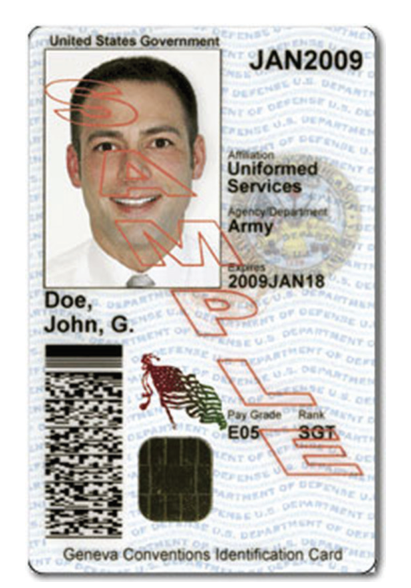 United States Government
JAN2009
Affiliation
Uniformed
Services
Agency/Department
Army
Expires
2009JAN18
Doe,
John, G.
Pay Grade Rank
E05 SGT
Geneva Conventions Identification Card
SAMPLE